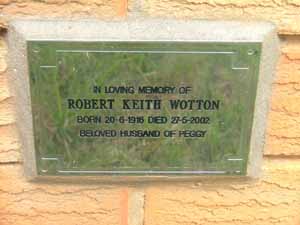 IN LOVING MEMORY OF
ROBERT KEITH WOTTON
BORN 20-6-1916 DIED 27-5-2002
BELOVED HUSBAND OF PEGGY